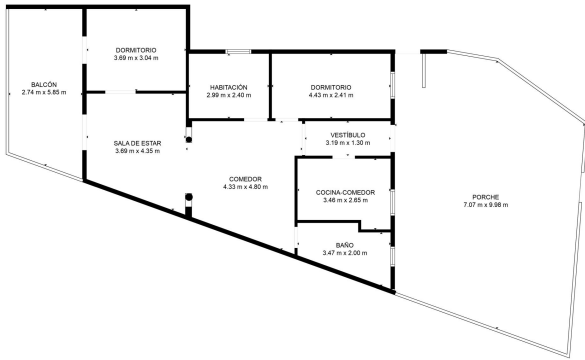 DORMITORIO
3.69 m x 3.04 m
BALCÓN
2.74 m x 5.85 m
HABITACIÓN
2.99 m x 2.40 m
DORMITORIO
4.43 m x 2.41 m
SALA DE ESTAR
3.69 m x 4.35 m
VESTÍBULO
3.19 m x 1.30 m
COMEDOR
4.33 m x 4.80 m
COCINA-COMEDOR
3.46 m x 2.65 m
PORCHE
7.07 m x 9.98 m
BAÑO
3.47 m x 2.00 m